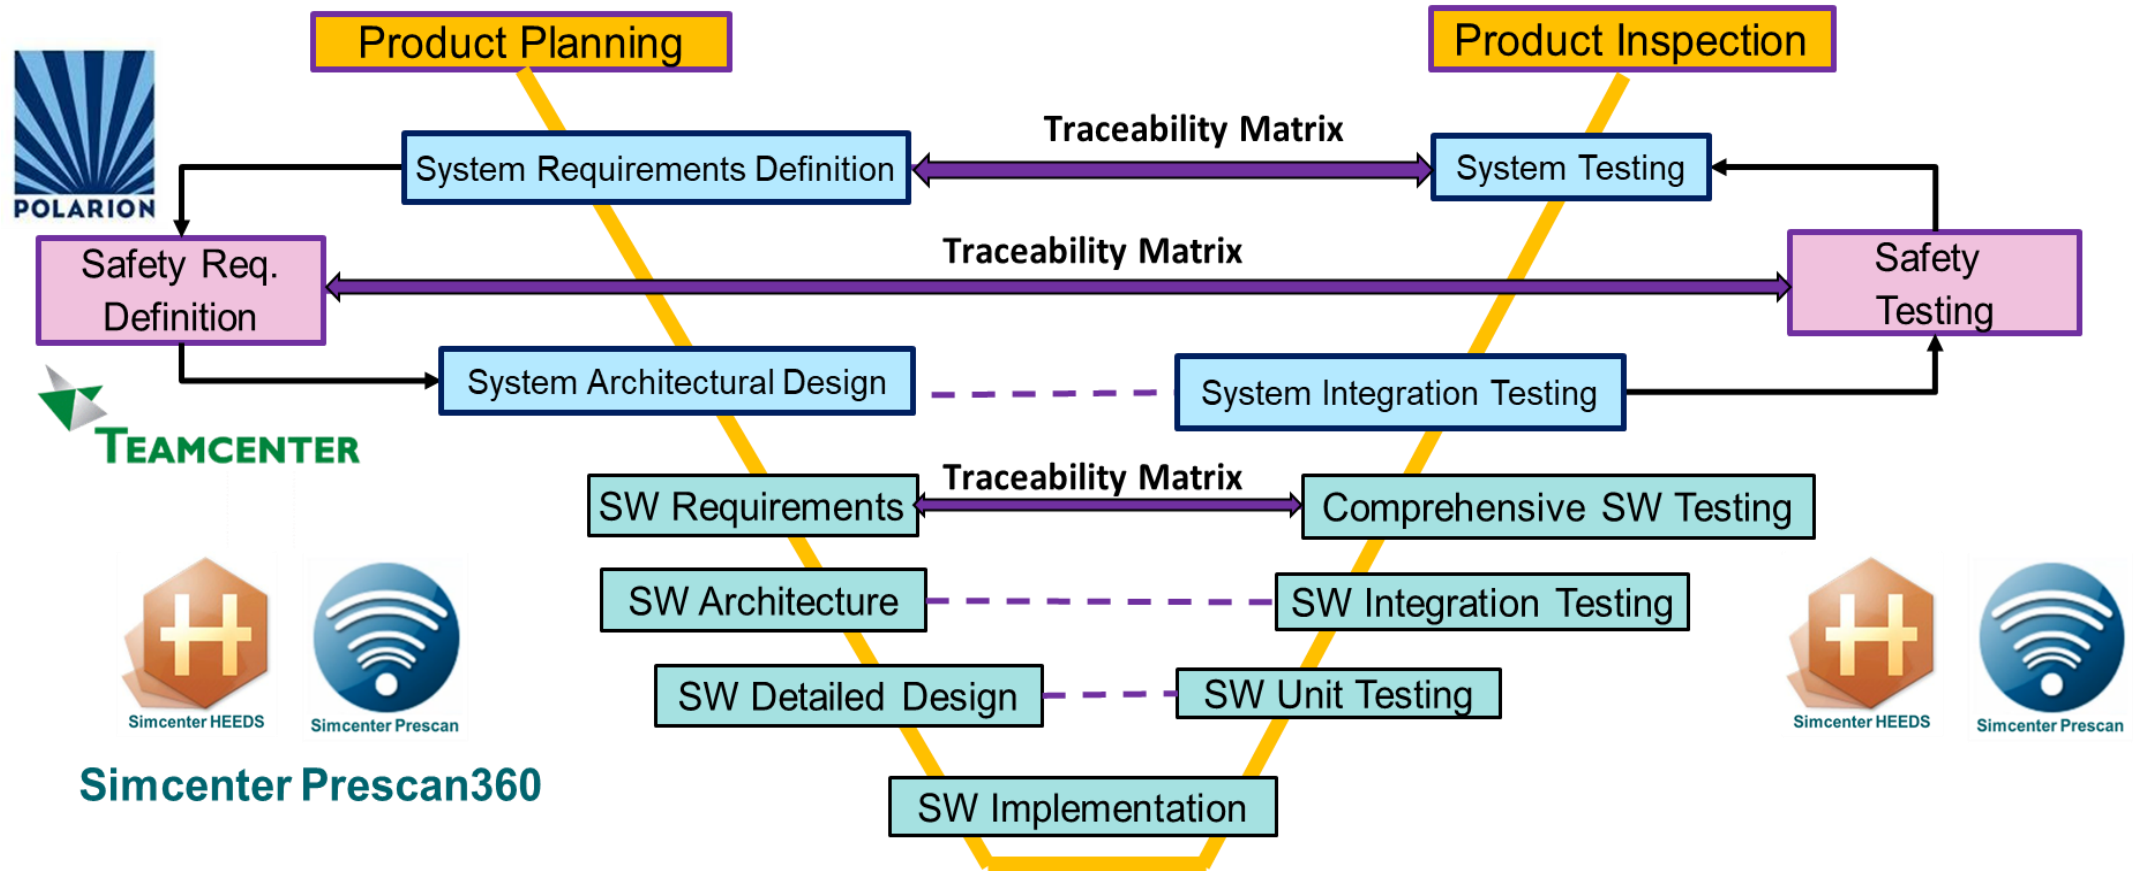 Product Planning
Product Inspection
POLARION
Traceability Matrix
System Requirements Definition
System Testing
Traceability Matrix
Safety Req.
Definition
Safety
Testing
System Architectural Design
System Integration Testing
TEAMCENTER
Traceability Matrix
SW Requirements
Comprehensive SW Testing
SW Architecture
SW Integration Testing
SW Detailed Design
SW Unit Testing
Simcenter HEEDS
Simcenter Prescan
Simcenter HEEDS
Simcenter Prescan
Simcenter Prescan360
SW Implementation